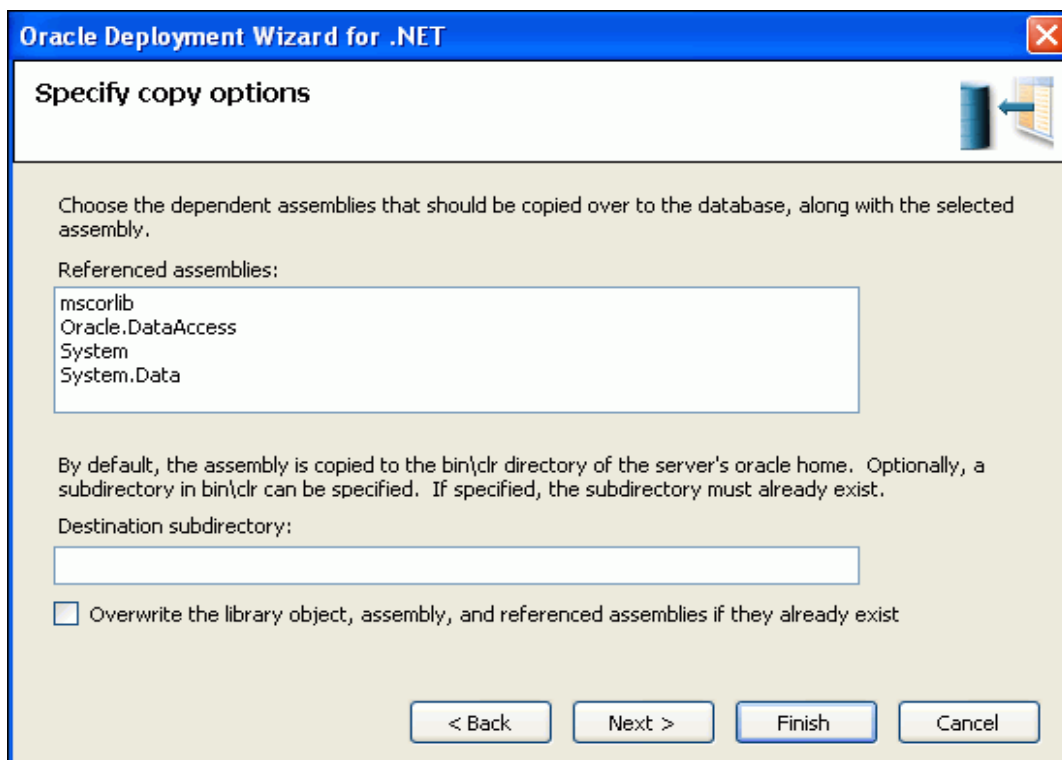 Oracle Deployment Wizard for .NET
Specify copy options
Choose the dependent assemblies that should be copied over to the database, along with the selected
assembly.
Referenced assemblies:
mscorlib
Oracle.DataAccess
System
System.Data
By default, the assembly is copied to the bin\clr directory of the server's oracle home.  Optionally, a
subdirectory in bin\clr can be specified.  If specified, the subdirectory must already exist.
Destination subdirectory:
Overwrite the library object, assembly, and referenced assemblies if they already exist
< Back Next > Finish Cancel